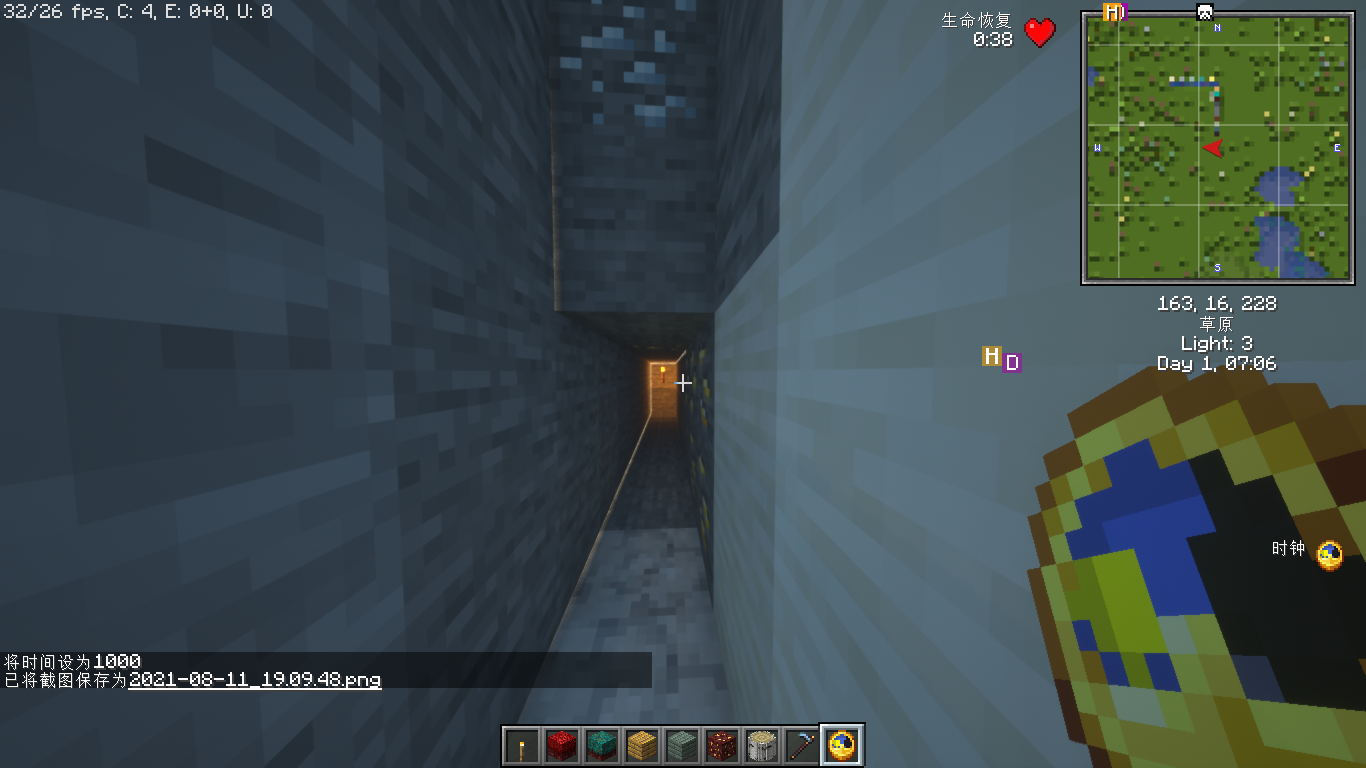 32/26 fps, C: 4, E: 0+0, U: 0
生命恢复
0:38
H
N
W
E
S
163, 16, 228
草原
Light: 3
Day 1, 07:06
H
D
时钟
将时间设为1000
已将截图保存为2021-08-11_19.09.48.png